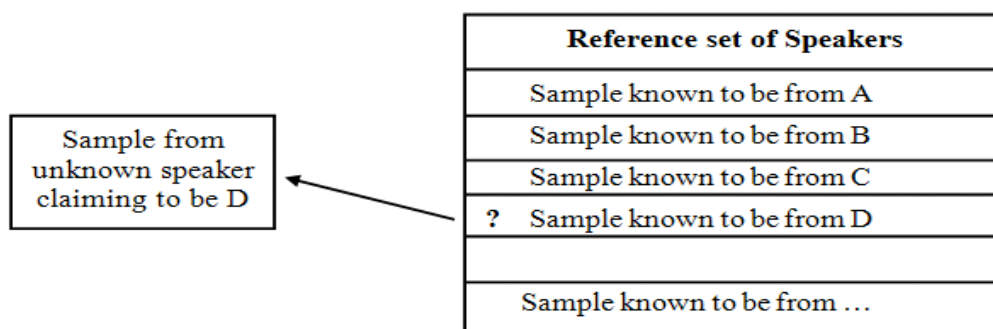 Reference set of Speakers
Sample known to be from A
Sample from
unknown speaker
claiming to be D
Sample known to be from B
Sample known to be from C
? Sample known to be from D
Sample known to be from …